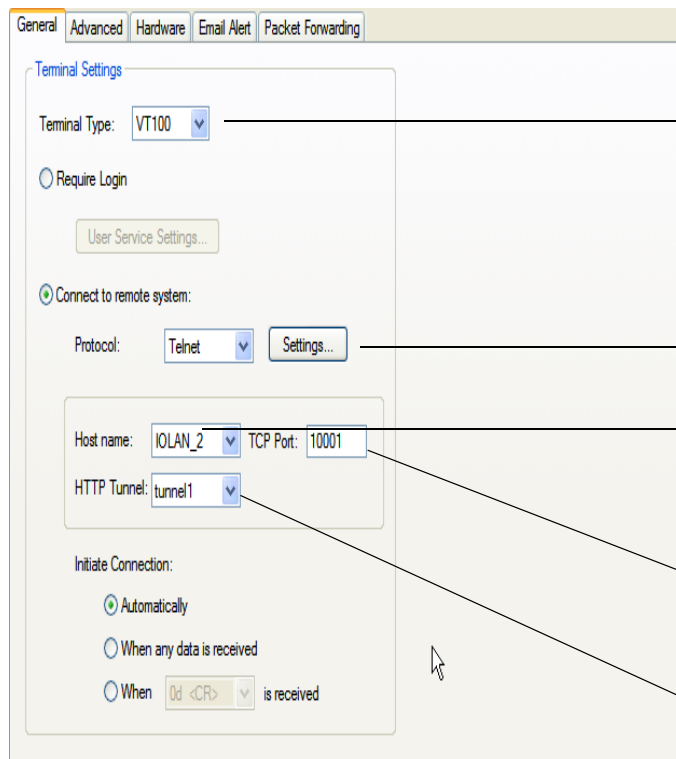 General Advanced Hardware Email Alert Packet Forwarding
Terminal Settings
Terminal Type: VT100
Require Login
User Service Settings...
Connect to remote system:
Protocol: Telnet Settings...
Host name: IOLAN_2 TCP Port: 10001
HTTP Tunnel: tunnel1
Initiate Connection:
Automatically
When any data is received
When 0d <CR> is received